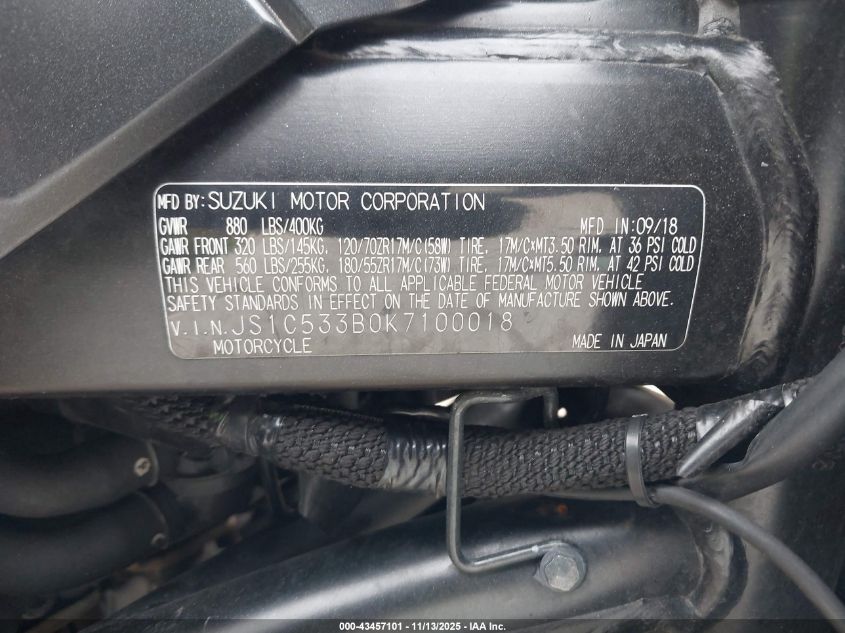 MFD BY: SUZUKI MOTOR CORPORATION
GVWR 880 LBS/400KG MFD IN: 09/18
GAWR FRONT 320 LBS/145KG, 120/70ZR17M/C(58W) TIRE, 17M/C×MT3.50 RIM, AT 36 PSI COLD
GAWR REAR 560 LBS/255KG, 180/55ZR17M/C(73W) TIRE, 17M/C×MT5.50 RIM, AT 42 PSI COLD
THIS VEHICLE CONFORMS TO ALL APPLICABLE FEDERAL MOTOR VEHICLE
SAFETY STANDARDS IN EFFECT ON THE DATE OF MANUFACTURE SHOWN ABOVE.
V.I.N. JS1C533B0K7100018
MOTORCYCLE MADE IN JAPAN
000-43457101 - 11/13/2025 - IAA Inc.